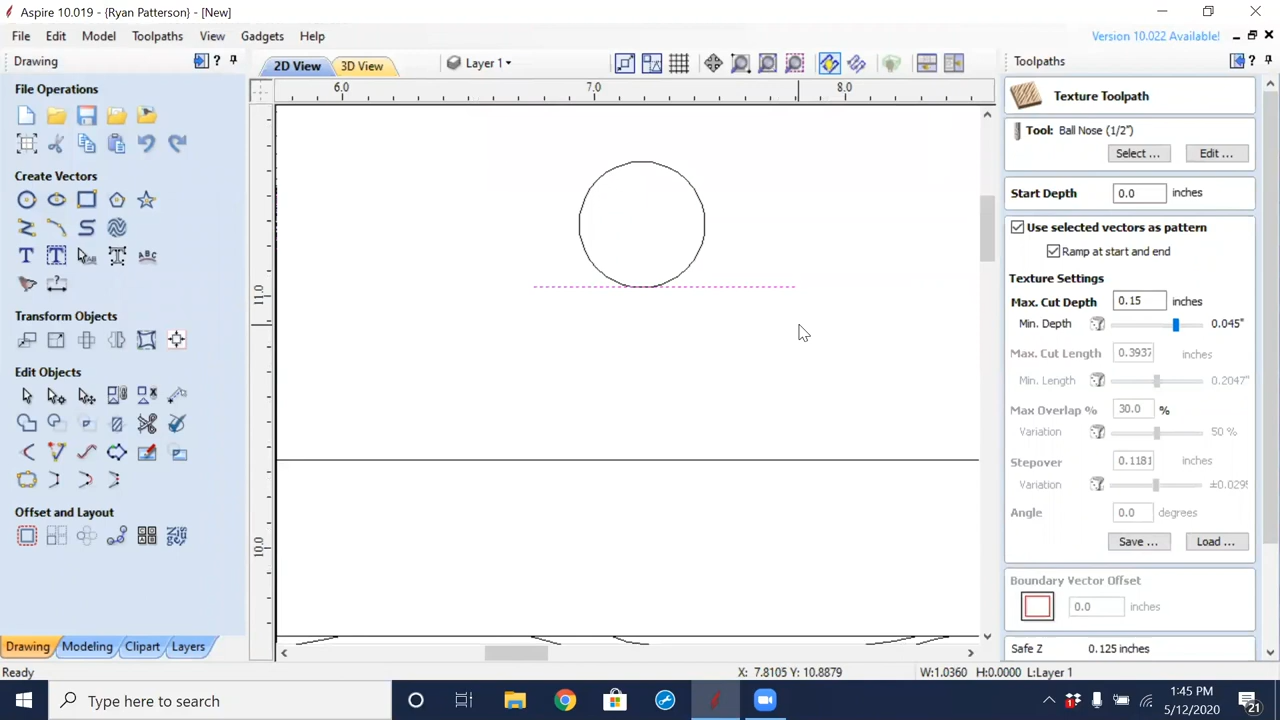 Aspire 10.019 - {Ryan Patterson} - [New]
File Edit Model Toolpaths View Gadgets Help
Version 10.022 Available!
Drawing
?
2D View
3D View
Layer 1
Toolpaths
?
File Operations
Create Vectors
Transform Objects
Edit Objects
Offset and Layout
Drawing Modeling Clipart Layers
6.0 7.0 8.0
11.0
10.0
Texture Toolpath
Tool: Ball Nose (1/2")
Select ... Edit ...
Start Depth 0.0 inches
Use selected vectors as pattern
Ramp at start and end
Texture Settings
Max. Cut Depth 0.15 inches
Min. Depth 0.045"
Max. Cut Length 0.3937 inches
Min. Length 0.2047"
Max Overlap % 30.0 %
Variation 50 %
Stepover 0.1181 inches
Variation ±0.0295
Angle 0.0 degrees
Save ... Load ...
Boundary Vector Offset
0.0 inches
Safe Z 0.125 inches
Ready
X: 7.8105 Y: 10.8879
W:1.0360 H:0.0000 L:Layer 1
Type here to search
1:45 PM
5/12/2020
21